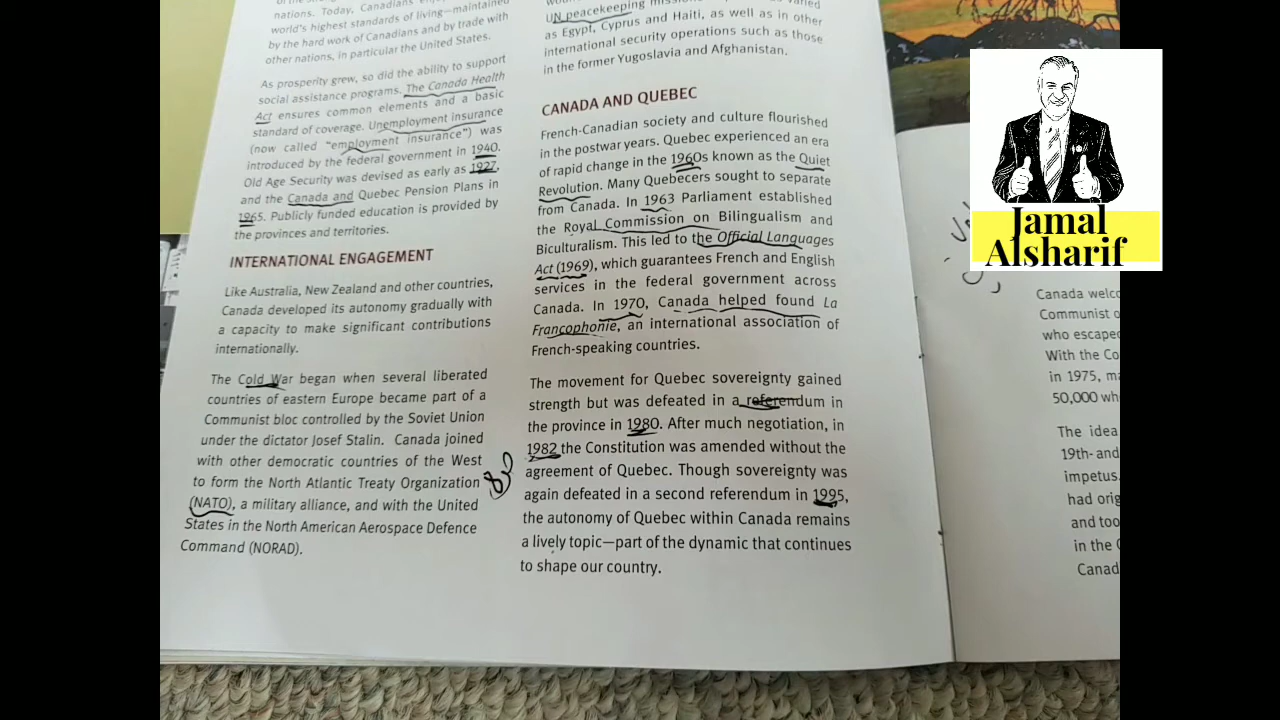 nations. Today, Canadians
world's highest standards of living—maintained
by the hard work of Canadians and by trade with
other nations, in particular the United States.
As prosperity grew, so did the ability to support
social assistance programs. The Canada Health
Act ensures common elements and a basic
standard of coverage. Unemployment insurance
(now called “employment insurance”) was
introduced by the federal government in 1940.
Old Age Security was devised as early as 1927,
and the Canada and Quebec Pension Plans in
1965. Publicly funded education is provided by
the provinces and territories.
INTERNATIONAL ENGAGEMENT
Like Australia, New Zealand and other countries,
Canada developed its autonomy gradually with
a capacity to make significant contributions
internationally.
The Cold War began when several liberated
countries of eastern Europe became part of a
Communist bloc controlled by the Soviet Union
under the dictator Josef Stalin. Canada joined
with other democratic countries of the West
to form the North Atlantic Treaty Organization
(NATO), a military alliance, and with the United
States in the North American Aerospace Defence
Command (NORAD).
UN peacekeeping
as Egypt, Cyprus and Haiti, as well as in other
international security operations such as those
in the former Yugoslavia and Afghanistan.
CANADA AND QUEBEC
French-Canadian society and culture flourished
in the postwar years. Quebec experienced an era
of rapid change in the 1960s known as the Quiet
Revolution. Many Quebecers sought to separate
from Canada. In 1963 Parliament established
the Royal Commission on Bilingualism and
Biculturalism. This led to the Official Languages
Act (1969), which guarantees French and English
services in the federal government across
Canada. In 1970, Canada helped found La
Francophonie, an international association of
French-speaking countries.
The movement for Quebec sovereignty gained
strength but was defeated in a referendum in
the province in 1980. After much negotiation, in
1982 the Constitution was amended without the
agreement of Quebec. Though sovereignty was
again defeated in a second referendum in 1995,
the autonomy of Quebec within Canada remains
a lively topic—part of the dynamic that continues
to shape our country.
Jamal
Alsharif
Canada welco
Communist o
who escaped
With the Co
in 1975, ma
50,000 wh
The idea
19th- and
impetus.
had orig
and too
in the
Canad